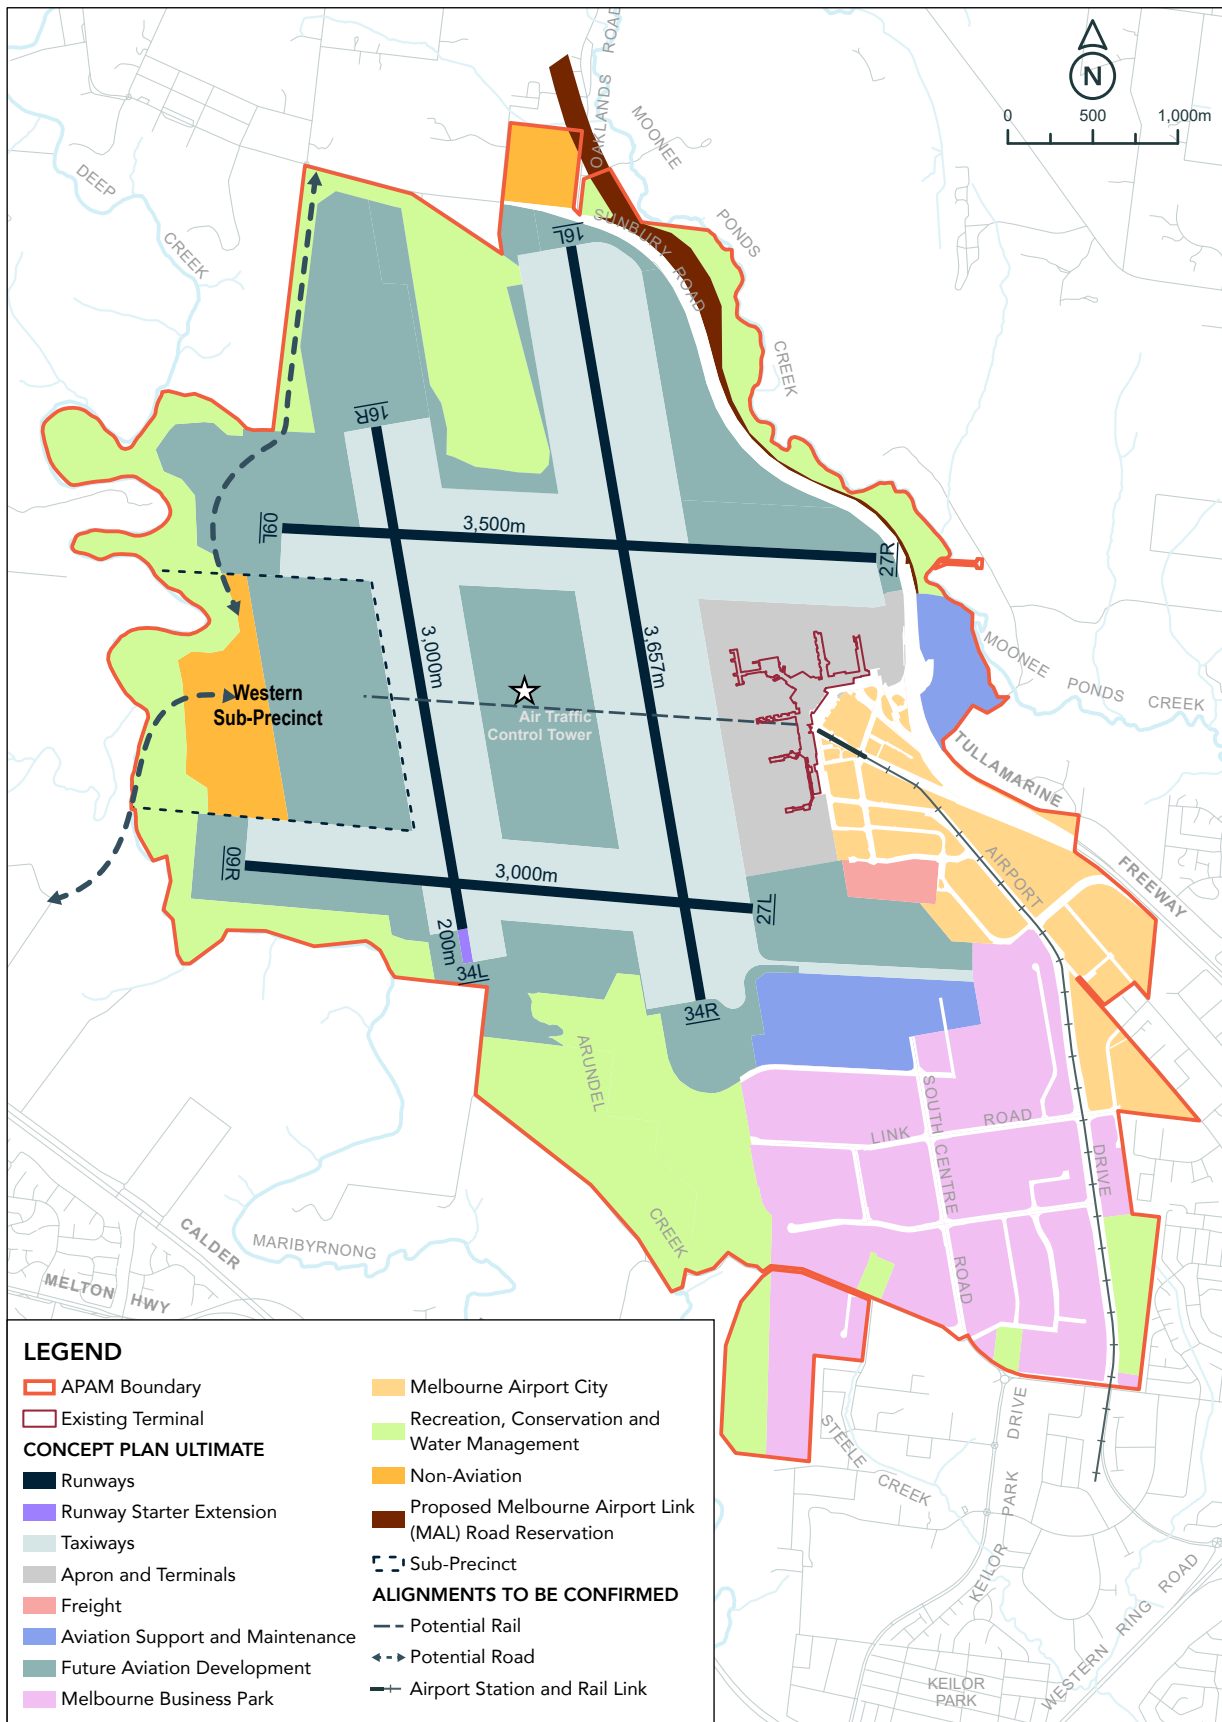 OAKLANDS ROAD
MOONEE
PONDS
CREEK
N
0 500 1,000m
DEEP
CREEK
SUNBURY ROAD
16L
16R
09L
3,500m
27R
3,000m
3,657m
MOONEE
PONDS CREEK
Western
Sub-Precinct
Air Traffic
Control Tower
TULLAMARINE
FREEWAY
AIRPORT
DRIVE
09R
3,000m
27L
200m
34L
34R
ARUNDEL
CREEK
SOUTH CENTRE
ROAD
LINK ROAD
CALDER
MARIBYRNONG
MELTON HWY
STEELE
CREEK
KEILOR PARK DRIVE
WESTERN RING ROAD
KEILOR
PARK
LEGEND
APAM Boundary
Existing Terminal
CONCEPT PLAN ULTIMATE
Runways
Runway Starter Extension
Taxiways
Apron and Terminals
Freight
Aviation Support and Maintenance
Future Aviation Development
Melbourne Business Park
Melbourne Airport City
Recreation, Conservation and
Water Management
Non-Aviation
Proposed Melbourne Airport Link
(MAL) Road Reservation
Sub-Precinct
ALIGNMENTS TO BE CONFIRMED
Potential Rail
Potential Road
Airport Station and Rail Link